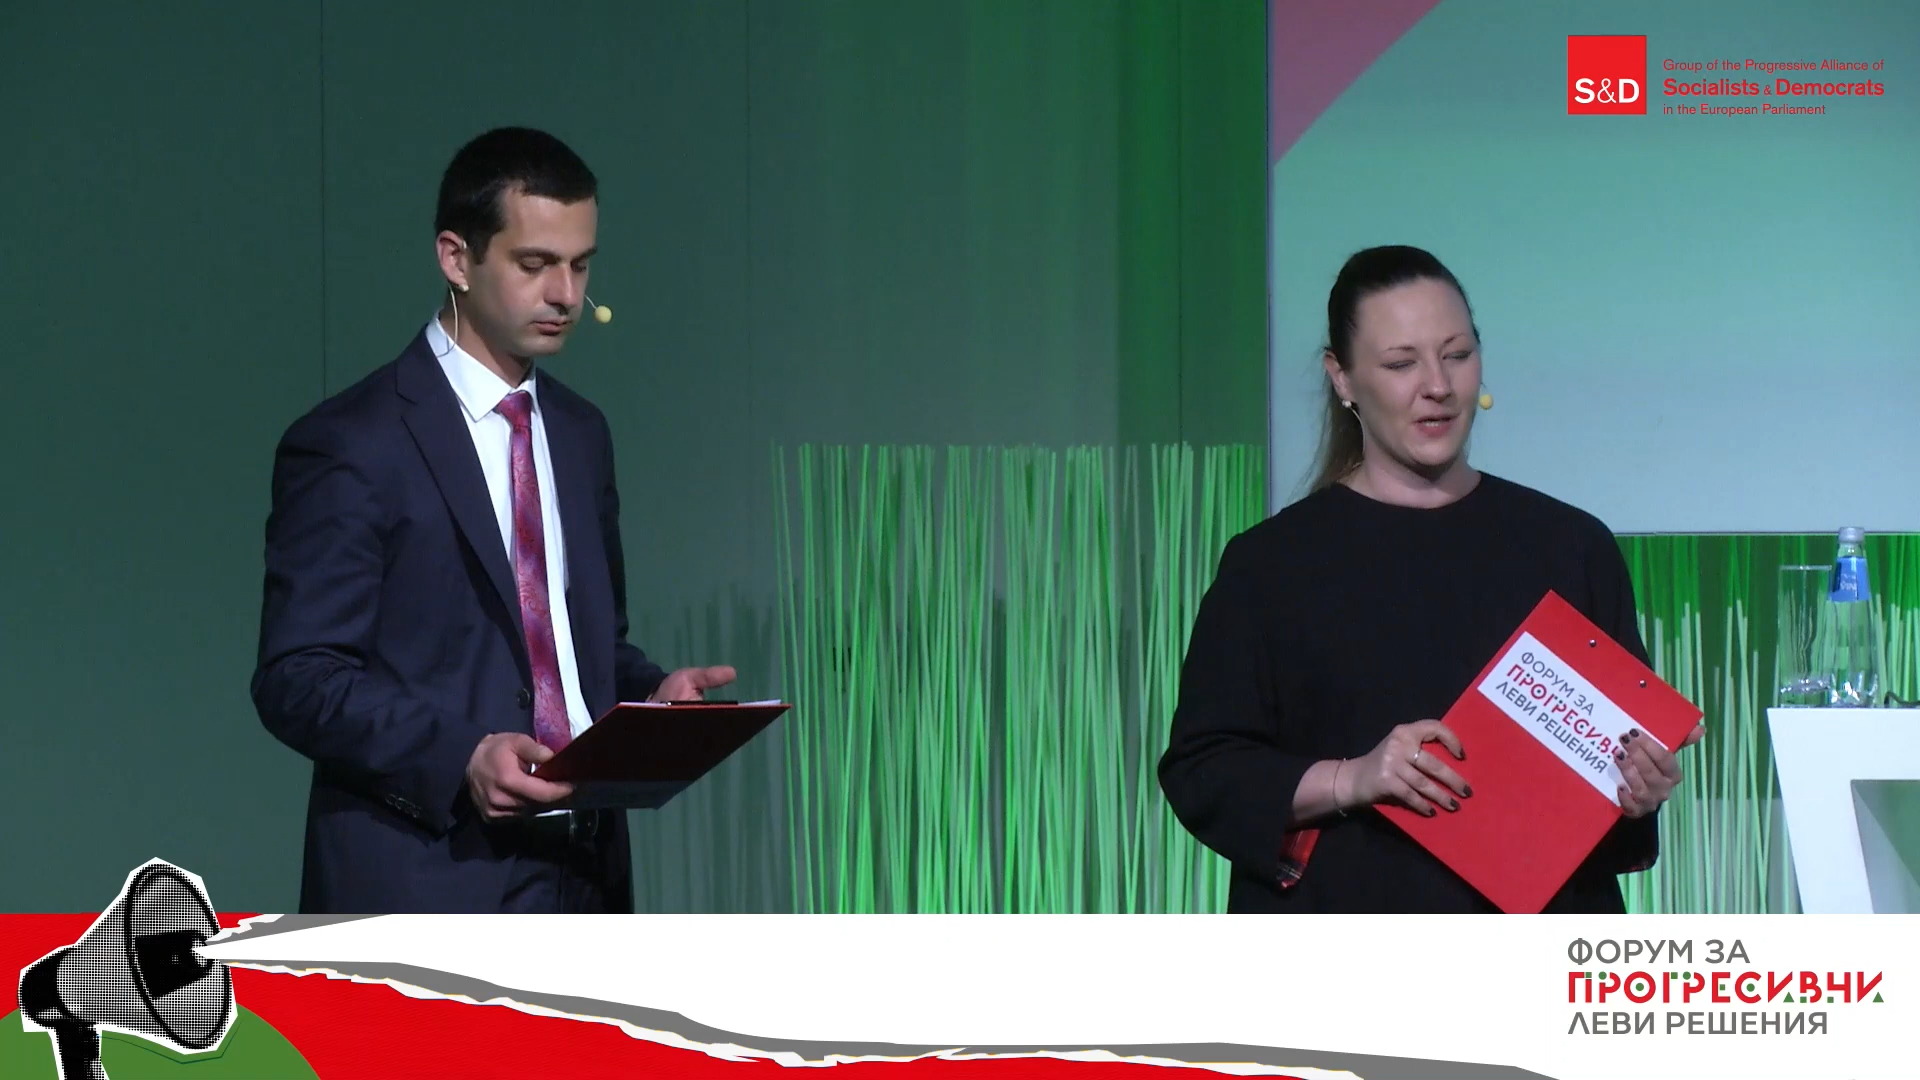 S&D
Group of the Progressive Alliance of
Socialists & Democrats
in the European Parliament
ФОРУМ ЗА
ПРОГРЕСИВН
ЛЕВИ РЕШЕНИЯ
ФОРУМ ЗА
ПРОГРЕСИВНИ
ЛЕВИ РЕШЕНИЯ